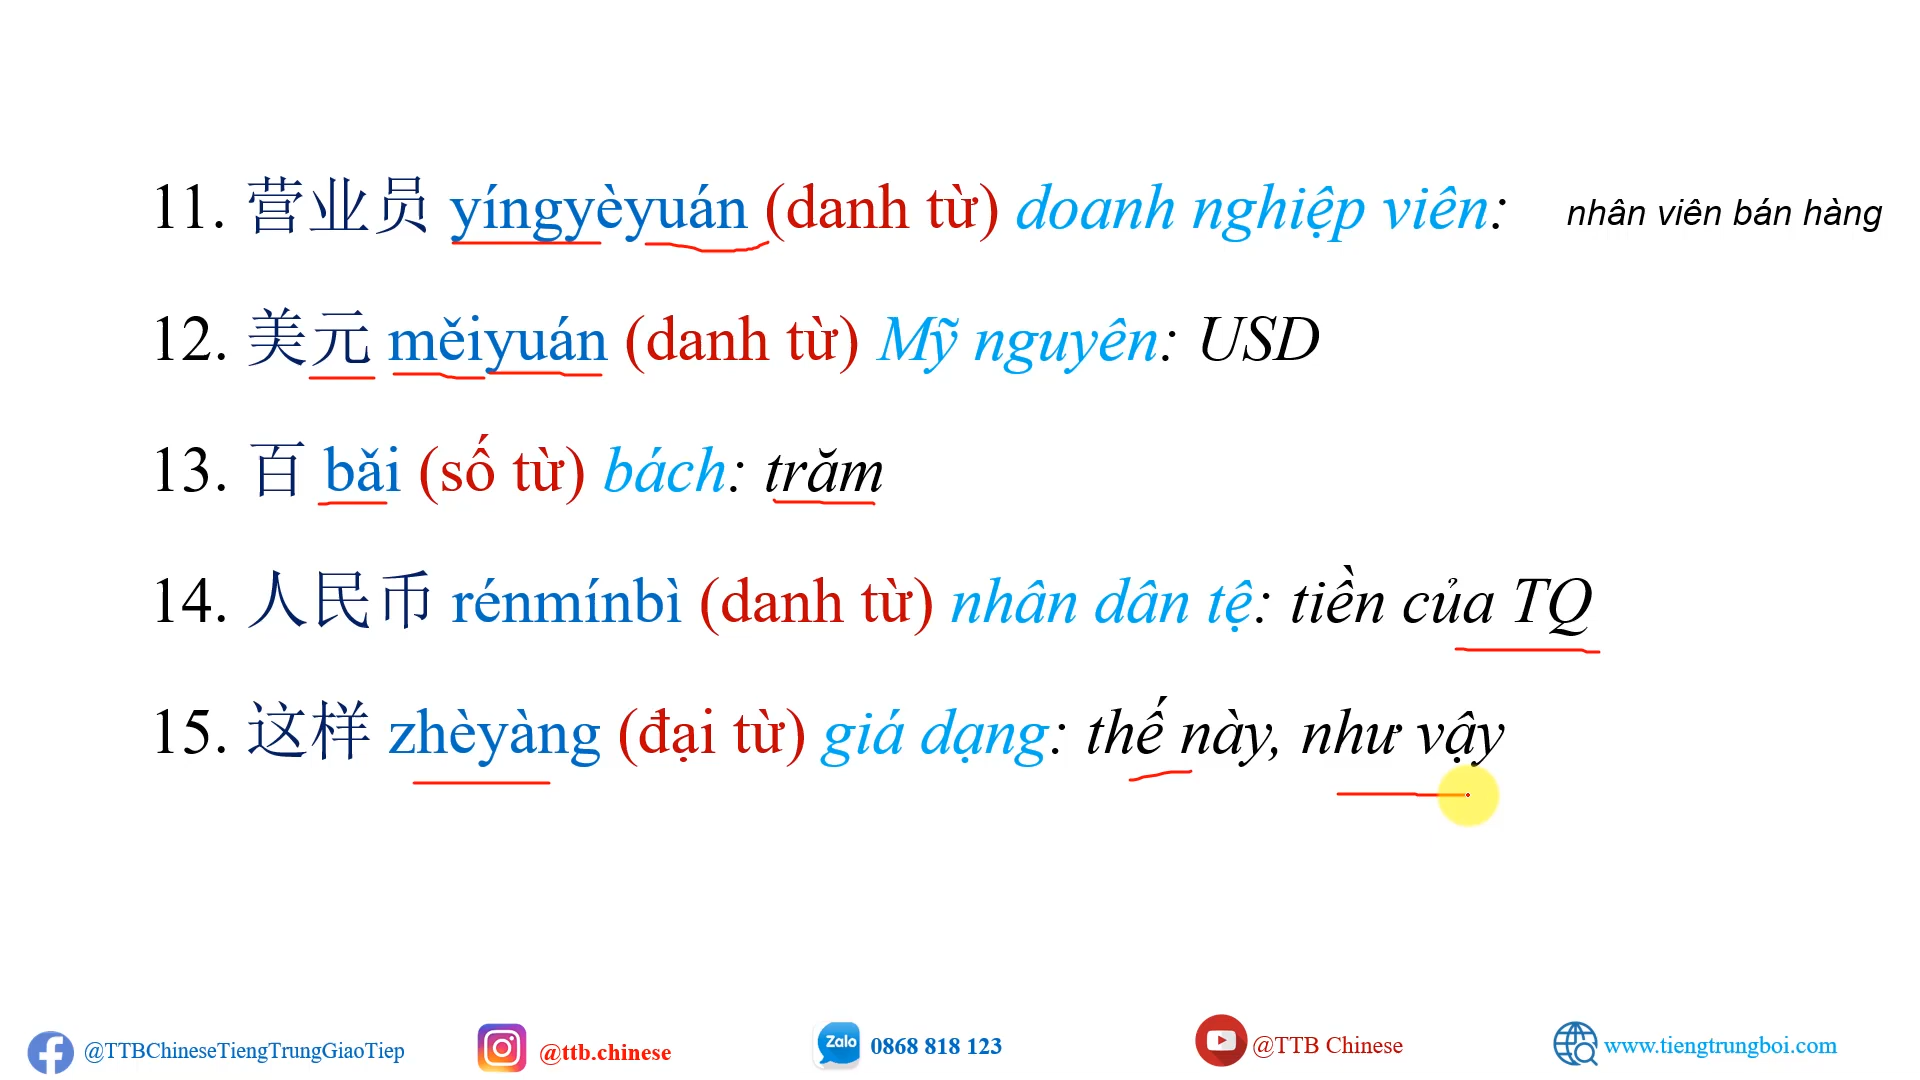 11. 营业员 yíngyèyuán (danh từ) doanh nghiệp viên: nhân viên bán hàng
12. 美元 měiyuán (danh từ) Mỹ nguyên: USD
13. 百 bǎi (số từ) bách: trăm
14. 人民币 rénmínbì (danh từ) nhân dân tệ: tiền của TQ
15. 这样 zhèyàng (đại từ) giá dạng: thế này, như vậy
@TTBChineseTiengTrungGiaoTiep @ttb.chinese Zalo 0868 818 123 @TTB Chinese www.tiengtrungboi.com